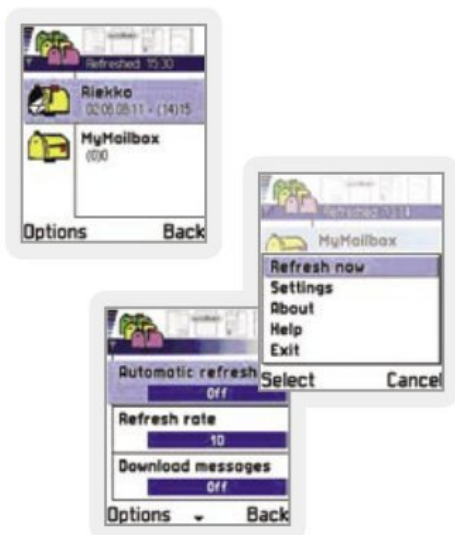 Refreshed 15:30
Riekko
02.06.08:11 - (14)15
MyMailbox
(0)0
Options Back
MyMailbox
Refresh now
Settings
About
Help
Exit
Select Cancel
Automatic refresh
Off
Refresh rate
10
Download messages
Off
Options Back